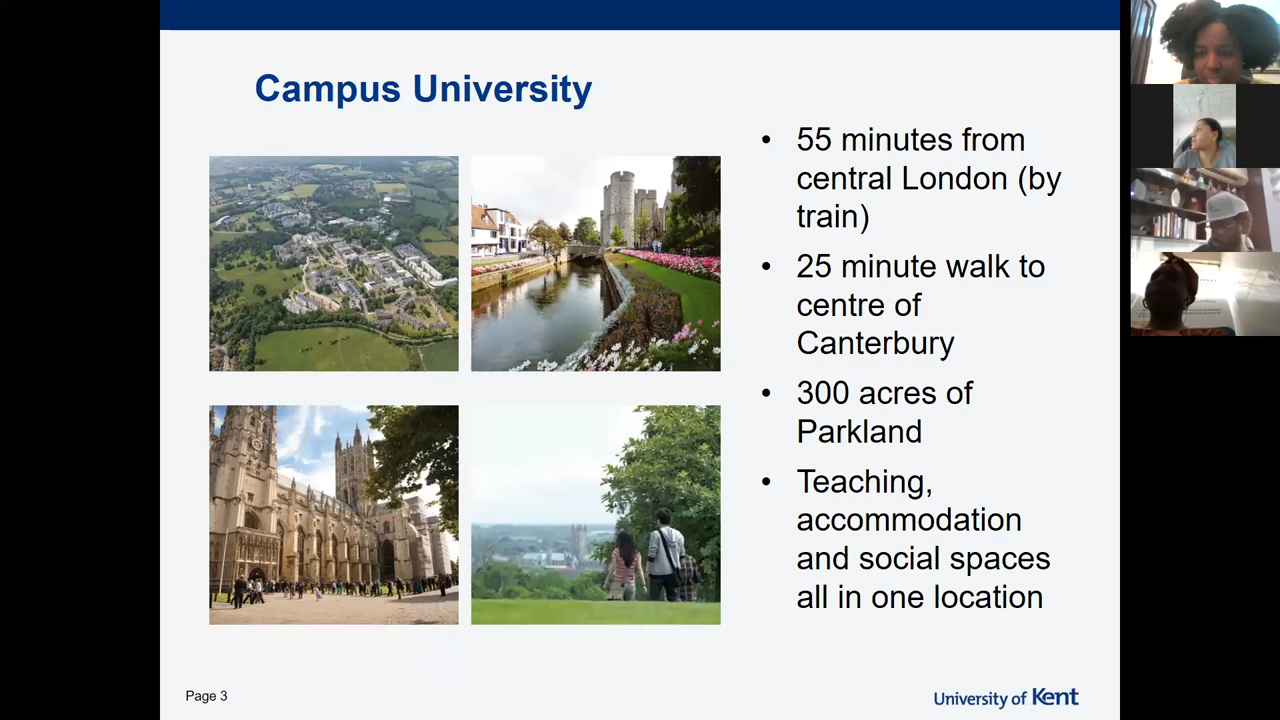 Campus University
• 55 minutes from
central London (by
train)
• 25 minute walk to
centre of
Canterbury
• 300 acres of
Parkland
• Teaching,
accommodation
and social spaces
all in one location
Page 3
University of Kent